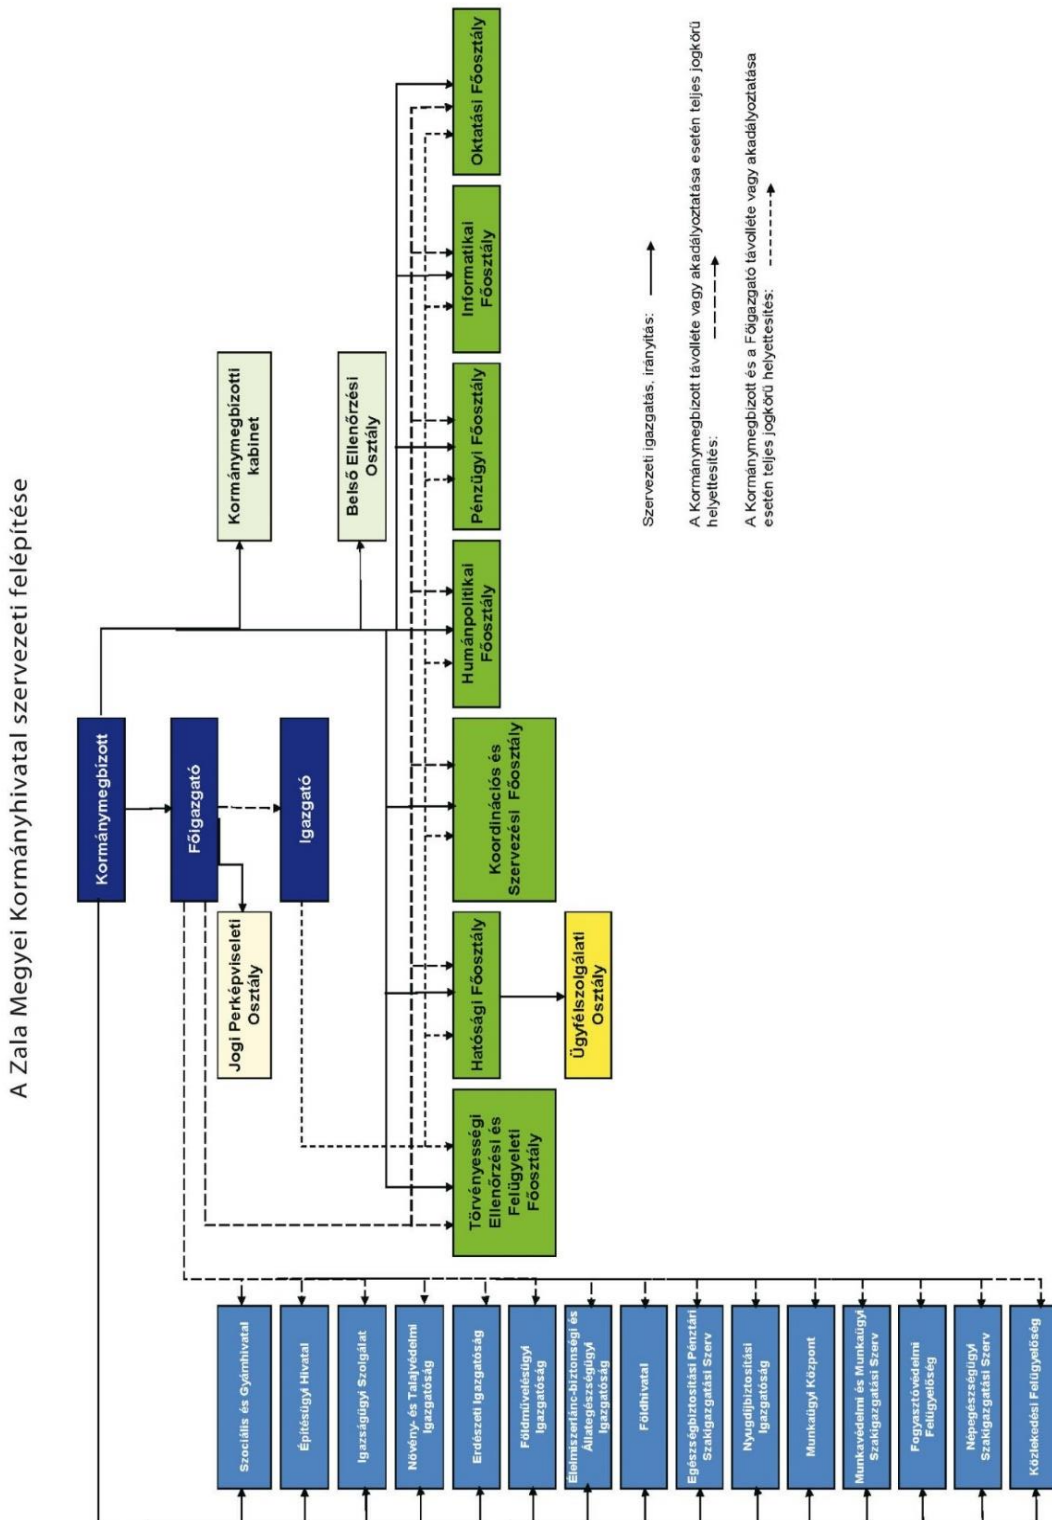 A Zala Megyei Kormányhivatal szervezeti felépítése
Kormánymegbízott
Főigazgató
Igazgató
Kormánymegbízotti
kabinet
Belső Ellenőrzési
Osztály
Jogi Perképviseleti
Osztály
Törvényességi
Ellenőrzési és
Felügyeleti
Főosztály
Hatósági Főosztály
Koordinációs és
Szervezési Főosztály
Humánpolitikai
Főosztály
Pénzügyi Főosztály
Informatikai
Főosztály
Oktatási Főosztály
Ügyfélszolgálati
Osztály
Szociális és Gyámhivatal
Építésügyi Hivatal
Igazságügyi Szolgálat
Növény- és Talajvédelmi
Igazgatóság
Erdészeti Igazgatóság
Földművelésügyi
Igazgatóság
Élelmiszerlánc-biztonsági és
Állategészségügyi
Igazgatóság
Földhivatal
Egészségbiztosítási Pénztári
Szakigazgatási Szerv
Nyugdíjbiztosítási
Igazgatóság
Munkaügyi Központ
Munkavédelmi és Munkaügyi
Szakigazgatási Szerv
Fogyasztóvédelmi
Felügyelőség
Népegészségügyi
Szakigazgatási Szerv
Közlekedési Felügyelőség
Szervezeti igazgatás, irányítás:
A Kormánymegbízott távolléte vagy akadályoztatása esetén teljes jogkörű
helyettesítés:
A Kormánymegbízott és a Főigazgató távolléte vagy akadályoztatása
esetén teljes jogkörű helyettesítés: